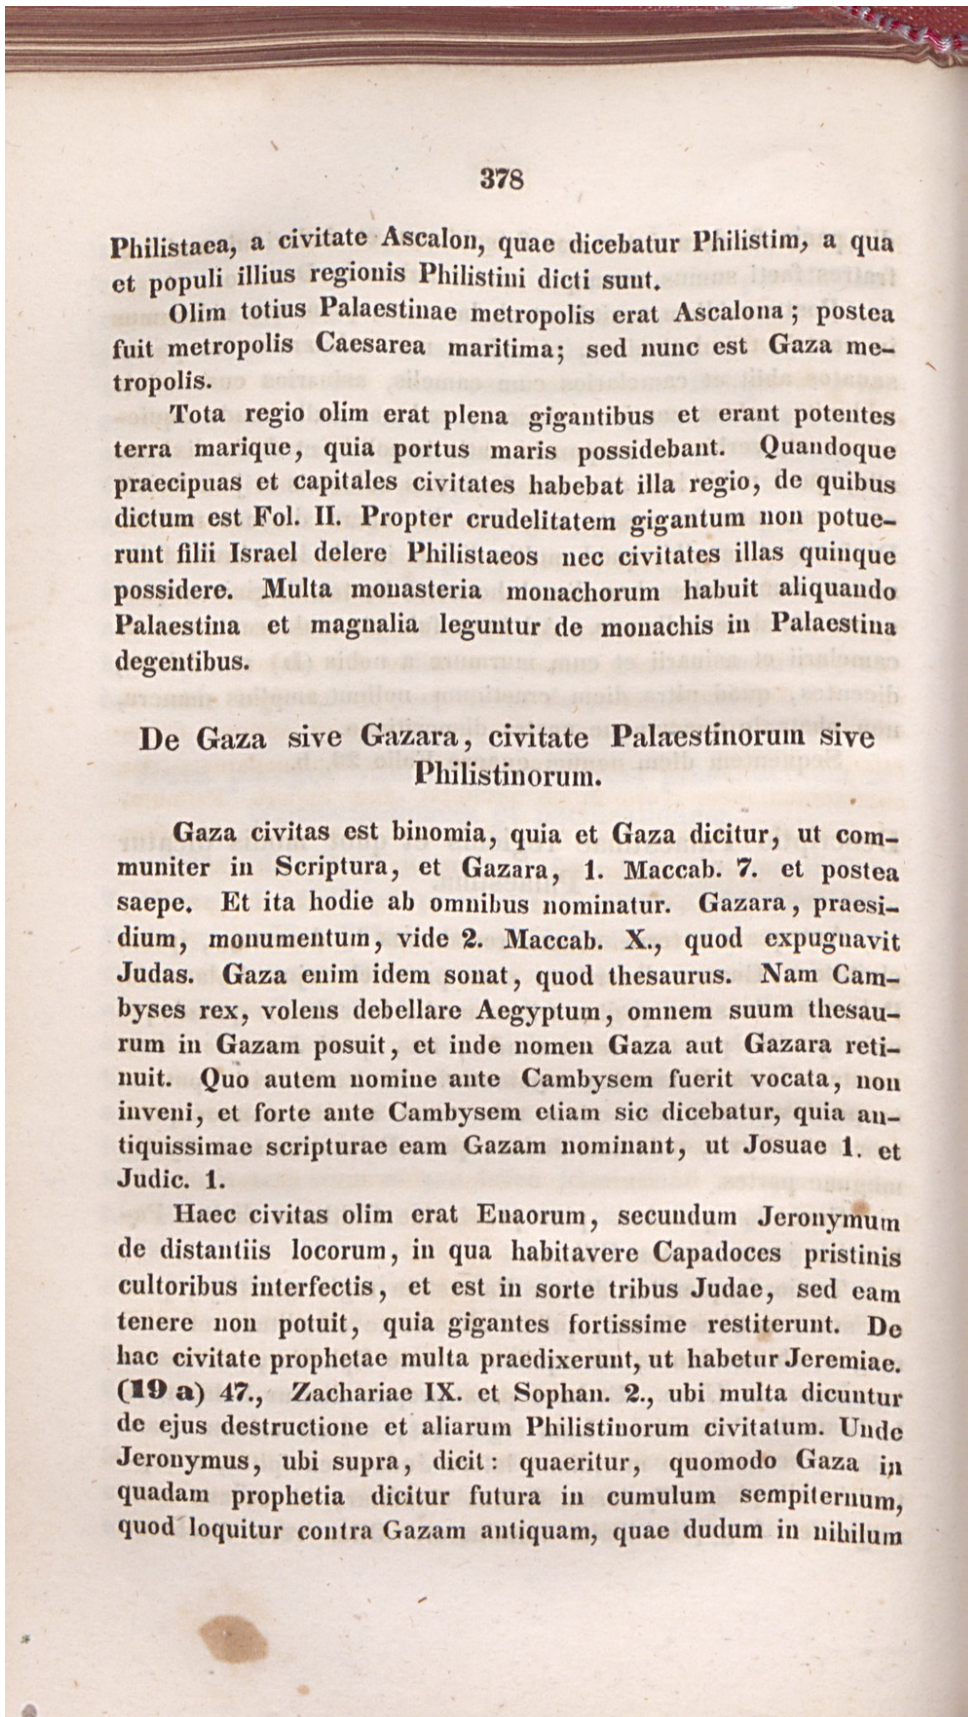 378
Philistaea, a civitate Ascalon, quae dicebatur Philistim, a qua
et populi illius regionis Philistini dicti sunt.
Olim totius Palaestinae metropolis erat Ascalona; postea
fuit metropolis Caesarea maritima; sed nunc est Gaza me-
tropolis.
Tota regio olim erat plena gigantibus et erant potentes
terra marique, quia portus maris possidebant. Quandoque
praecipuas et capitales civitates habebat illa regio, de quibus
dictum est Fol. II. Propter crudelitatem gigantum non potue-
runt filii Israel delere Philistaeos nec civitates illas quinque
possidere. Multa monasteria monachorum habuit aliquando
Palaestina et magnalia leguntur de monachis in Palaestina
degentibus.
De Gaza sive Gazara, civitate Palaestinorum sive
Philistinorum.
Gaza civitas est binomia, quia et Gaza dicitur, ut com-
muniter in Scriptura, et Gazara, 1. Maccab. 7. et postea
saepe. Et ita hodie ab omnibus nominatur. Gazara, praesi-
dium, monumentum, vide 2. Maccab. X., quod expugnavit
Judas. Gaza enim idem sonat, quod thesaurus. Nam Cam-
byses rex, volens debellare Aegyptum, omnem suum thesau-
rum in Gazam posuit, et inde nomen Gaza aut Gazara reti-
nuit. Quo autem nomine ante Cambysem fuerit vocata, non
inveni, et forte ante Cambysem etiam sic dicebatur, quia an-
tiquissimae scripturae eam Gazam nominant, ut Josuae 1. et
Judic. 1.
Haec civitas olim erat Enaorum, secundum Jeronymum
de distantiis locorum, in qua habitavere Capadoces pristinis
cultoribus interfectis, et est in sorte tribus Judae, sed eam
tenere non potuit, quia gigantes fortissime restiterunt. De
hac civitate prophetae multa praedixerunt, ut habetur Jeremiae.
(19 a) 47., Zachariae IX. et Sophan. 2., ubi multa dicuntur
de ejus destructione et aliarum Philistinorum civitatum. Unde
Jeronymus, ubi supra, dicit: quaeritur, quomodo Gaza in
quadam prophetia dicitur futura in cumulum sempiternum,
quod loquitur contra Gazam antiquam, quae dudum in nihilum